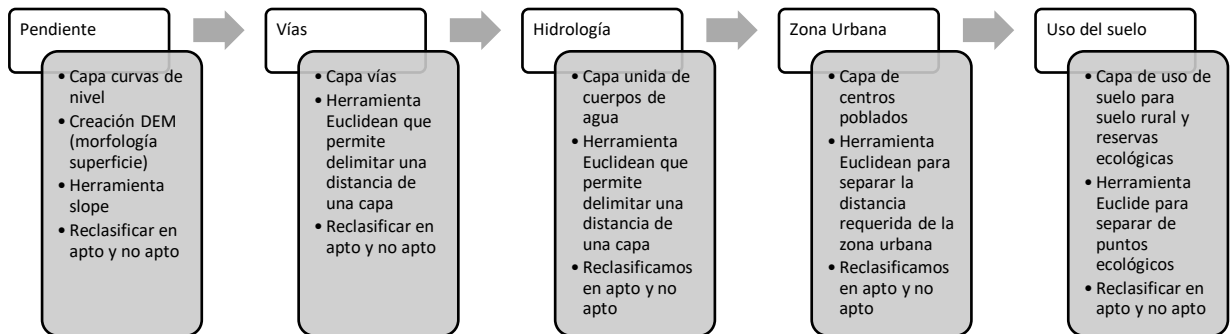 Pendiente
• Capa curvas de
nivel
• Creación DEM
(morfología
superficie)
• Herramienta
slope
• Reclasificar en
apto y no apto
Vías
• Capa vías
• Herramienta
Euclidean que
permite
delimitar una
distancia de
una capa
• Reclasificar en
apto y no apto
Hidrología
• Capa unida de
cuerpos de
agua
• Herramienta
Euclidean que
permite
delimitar una
distancia de
una capa
• Reclasificamos
en apto y no
apto
Zona Urbana
• Capa de
centros
poblados
• Herramienta
Euclidean para
separar la
distancia
requerida de la
zona urbana
• Reclasificamos
en apto y no
apto
Uso del suelo
• Capa de uso de
suelo para
suelo rural y
reservas
ecológicas
• Herramienta
Euclide para
separar de
puntos
ecológicos
• Reclasificar en
apto y no apto